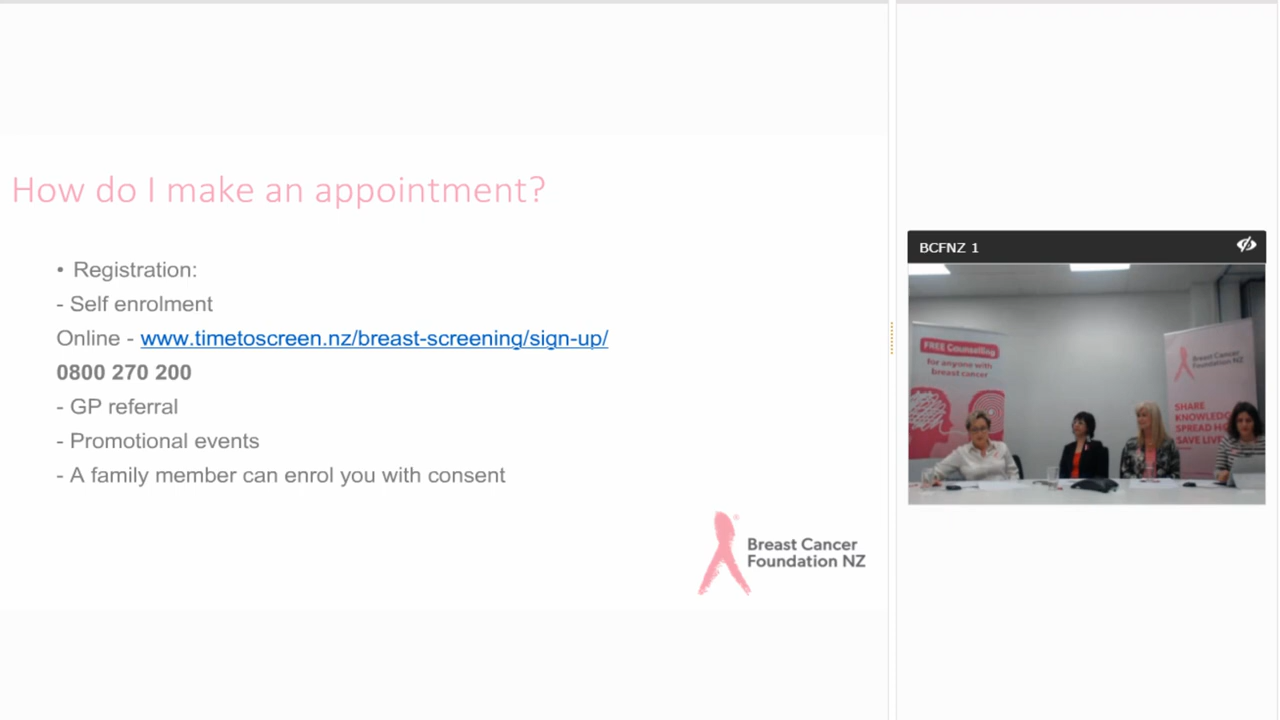 How do I make an appointment?
• Registration:
- Self enrolment
Online - www.timetoscreen.nz/breast-screening/sign-up/
0800 270 200
- GP referral
- Promotional events
- A family member can enrol you with consent
Breast Cancer
Foundation NZ
BCFNZ 1
FREE Counselling
for anyone with
breast cancer
Breast Cancer
Foundation NZ
SHARE
SPREAD
SAVE